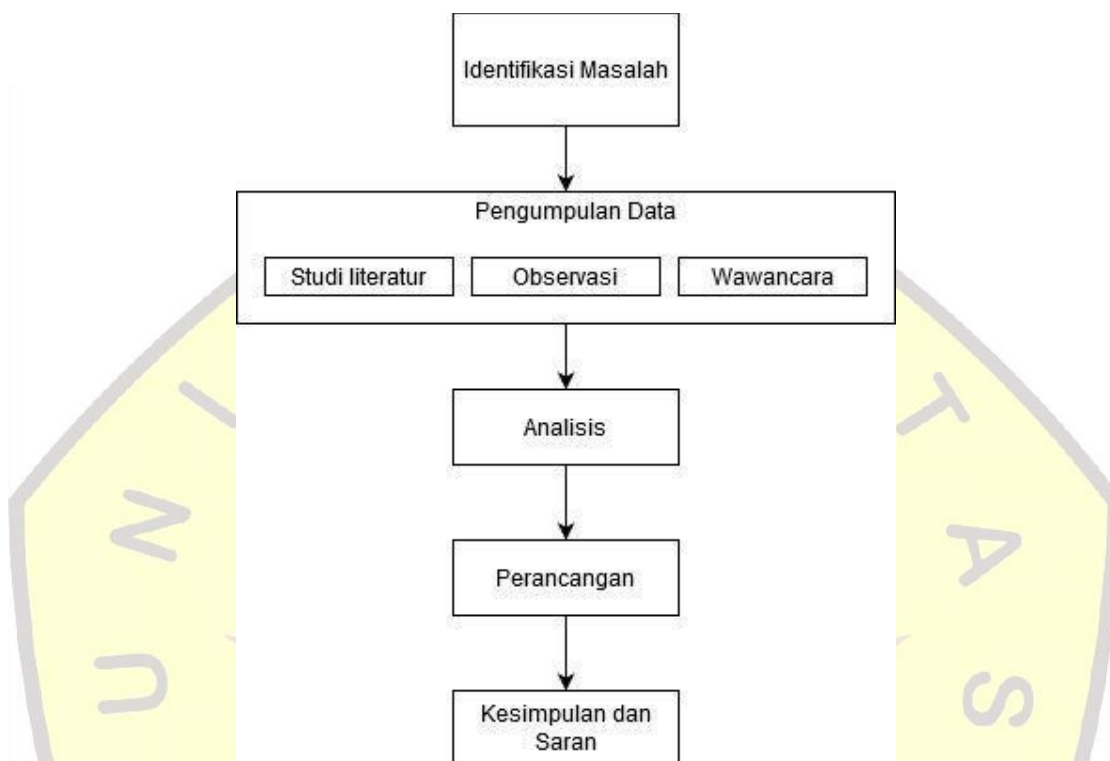 Identifikasi Masalah
Pengumpulan Data
Studi literatur
Observasi
Wawancara
Analisis
Perancangan
Kesimpulan dan
Saran
U N I
T A S